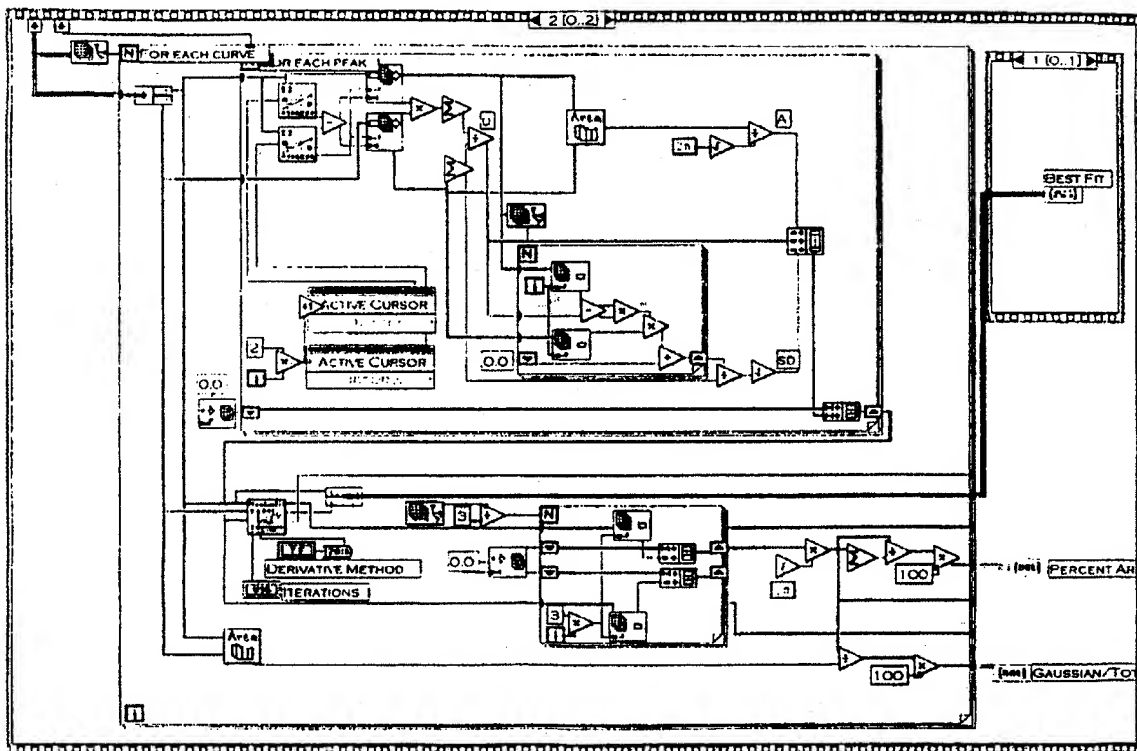 2 [0..2]
N FOR EACH CURVE
OR EACH PEAK
1 [0..1]
U
Area
A
BEST FIT
N
ACTIVE CURSOR
i
2
ACTIVE CURSOR
i
0.0
SD
0.0
3
N
DERIVATIVE METHOD
0.0
100
PERCENT AR
ITERATIONS
3
i
Area
100
GAUSSIAN/TOT
i